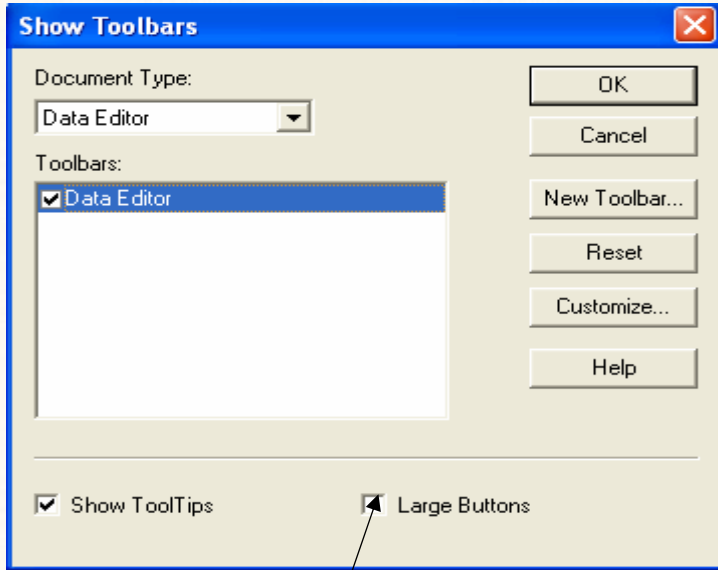 Show Toolbars
Document Type:
Data Editor
Toolbars:
Data Editor
OK
Cancel
New Toolbar...
Reset
Customize...
Help
Show ToolTips
Large Buttons